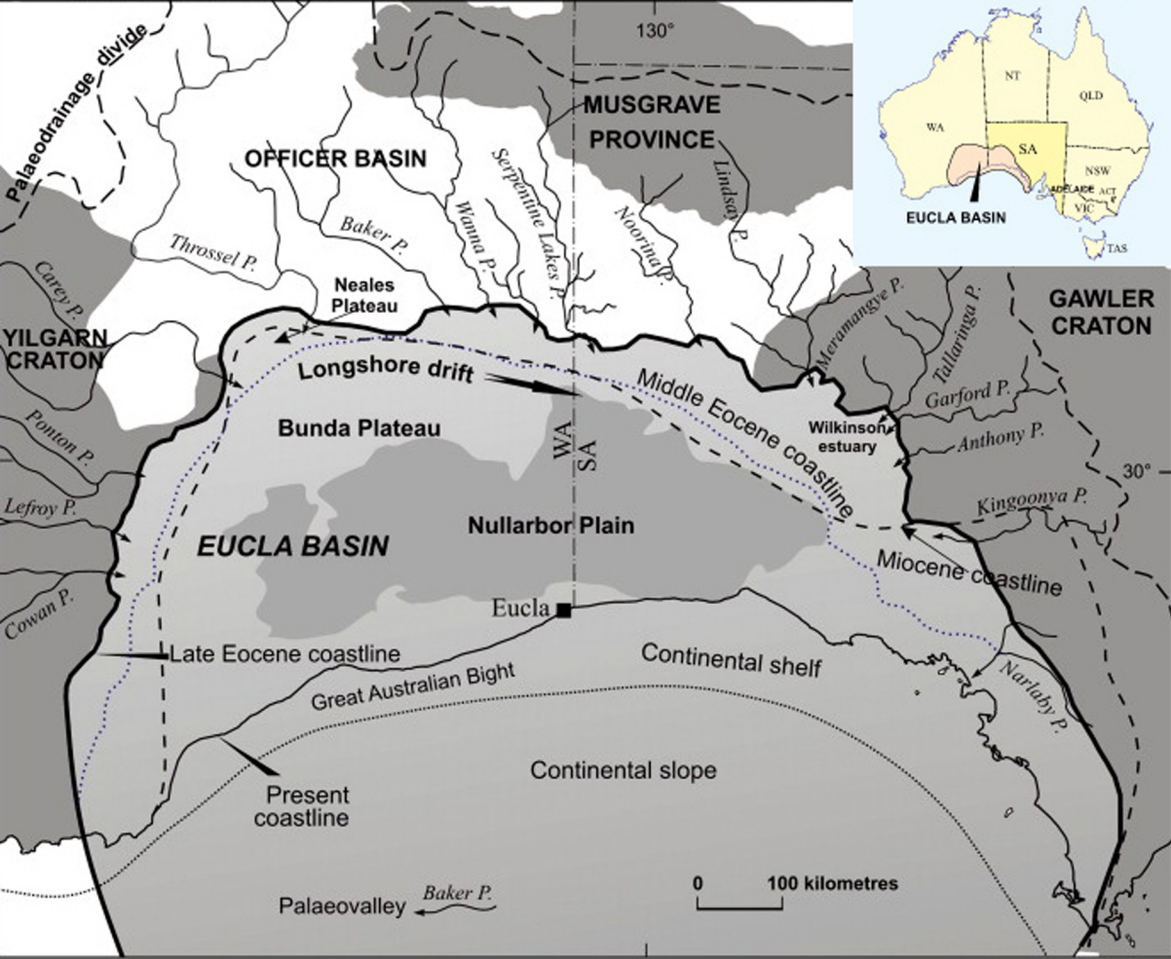 130°
Palaeodrainage divide
MUSGRAVE
PROVINCE
OFFICER BASIN
Serpentine Lakes P.
Lindsay P.
Wanna P.
Noorina P.
Baker P.
Throssel P.
Neales
Plateau
Carey P.
YILGARN
CRATON
Meramangye P.
Tallaringa P.
GAWLER
CRATON
Longshore drift
Middle Eocene coastline
Garford P.
Bunda Plateau
WA
SA
Wilkinson
estuary
Anthony P.
Ponton P.
30°
Lefroy P.
Kingoonya P.
Nullarbor Plain
EUCLA BASIN
Miocene coastline
Cowan P.
Eucla
Late Eocene coastline
Continental shelf
Great Australian Bight
Narlaby P.
Continental slope
Present
coastline
0 100 kilometres
Palaeovalley
Baker P.
NT
QLD
WA
SA
NSW
ADELAIDE
ACT
VIC
EUCLA BASIN
TAS